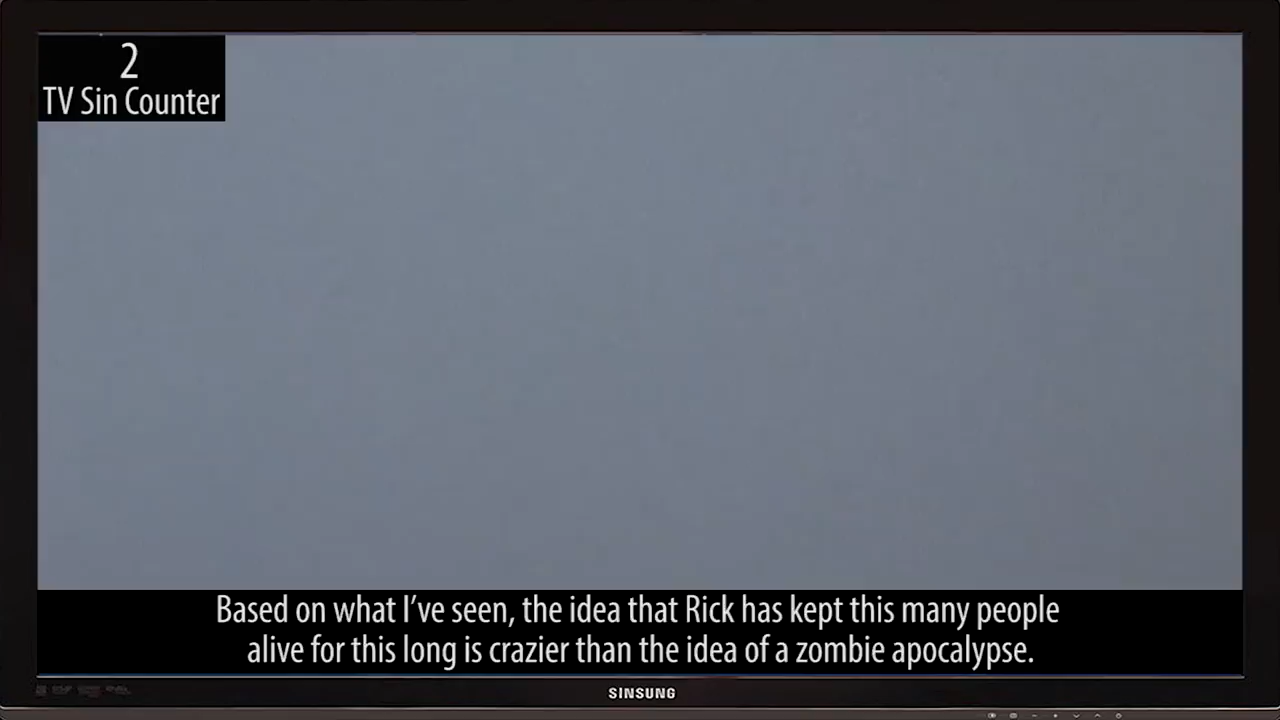 2
TV Sin Counter
Based on what I've seen, the idea that Rick has kept this many people
alive for this long is crazier than the idea of a zombie apocalypse.
SINSUNG